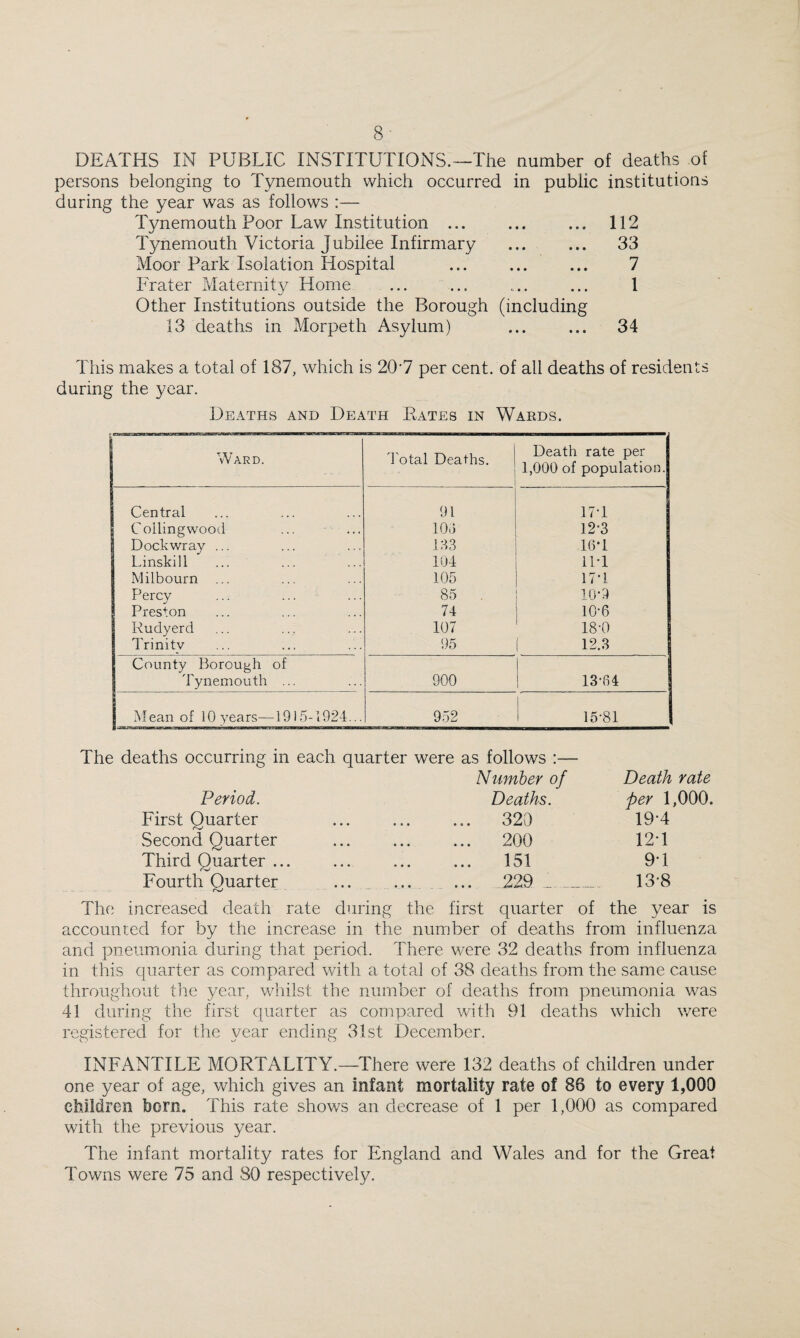 8
DEATHS IN PUBLIC INSTITUTIONS.—The number of deaths of
persons belonging to Tynemouth which occurred in public institutions
during the year was as follows :—
Tynemouth Poor Law Institution ... ... ... 112
Tynemouth Victoria Jubilee Infirmary ... ... 33
Moor Park Isolation Hospital ... ... ... 7
Frater Maternity Home ... ... ... ... 1
Other Institutions outside the Borough (including
13 deaths in Morpeth Asylum) ... ... 34
This makes a total of 187, which is 20·7 per cent. of all deaths of residents
during the year.
Deaths and Death Rates in Wards.
Ward. Total Deaths. Death rate per
1,000 of population.
Central ... ... ... 91 17·1
Collingwood ... ... 106 12·3
Dockwray ... ... ... 133 16·1
Linskill ... ... ... 104 11·1
Milbourn ... ... ... 105 17·1
Percy ... ... ... 85 10·9
Preston ... ... ... 74 10·6
Rudyerd ... ... ... 107 18·0
Trinity ... ... ... 95 12.3
County Borough of
Tynemouth ... ... 900 13·64
Mean of 10 years—1915-1924... 952 15·81
The deaths occurring in each quarter were as follows :—
Number of Death rate
Period. Deaths. per 1,000.
First Quarter ... ... ... 320 19·4
Second Quarter ... ... ... 200 12·1
Third Quarter ... ... ... ... 151 9·1
Fourth Quarter ... ... ... 229 13·8
The increased death rate during the first quarter of the year is
accounted for by the increase in the number of deaths from influenza
and pneumonia during that period. There were 32 deaths from influenza
in this quarter as compared with a total of 38 deaths from the same cause
throughout the year, whilst the number of deaths from pneumonia was
41 during the first quarter as compared with 91 deaths which were
registered for the year ending 31st December.
INFANTILE MORTALITY.—There were 132 deaths of children under
one year of age, which gives an infant mortality rate of 86 to every 1,000
children born. This rate shows an decrease of 1 per 1,000 as compared
with the previous year.
The infant mortality rates for England and Wales and for the Great
Towns were 75 and 80 respectively.